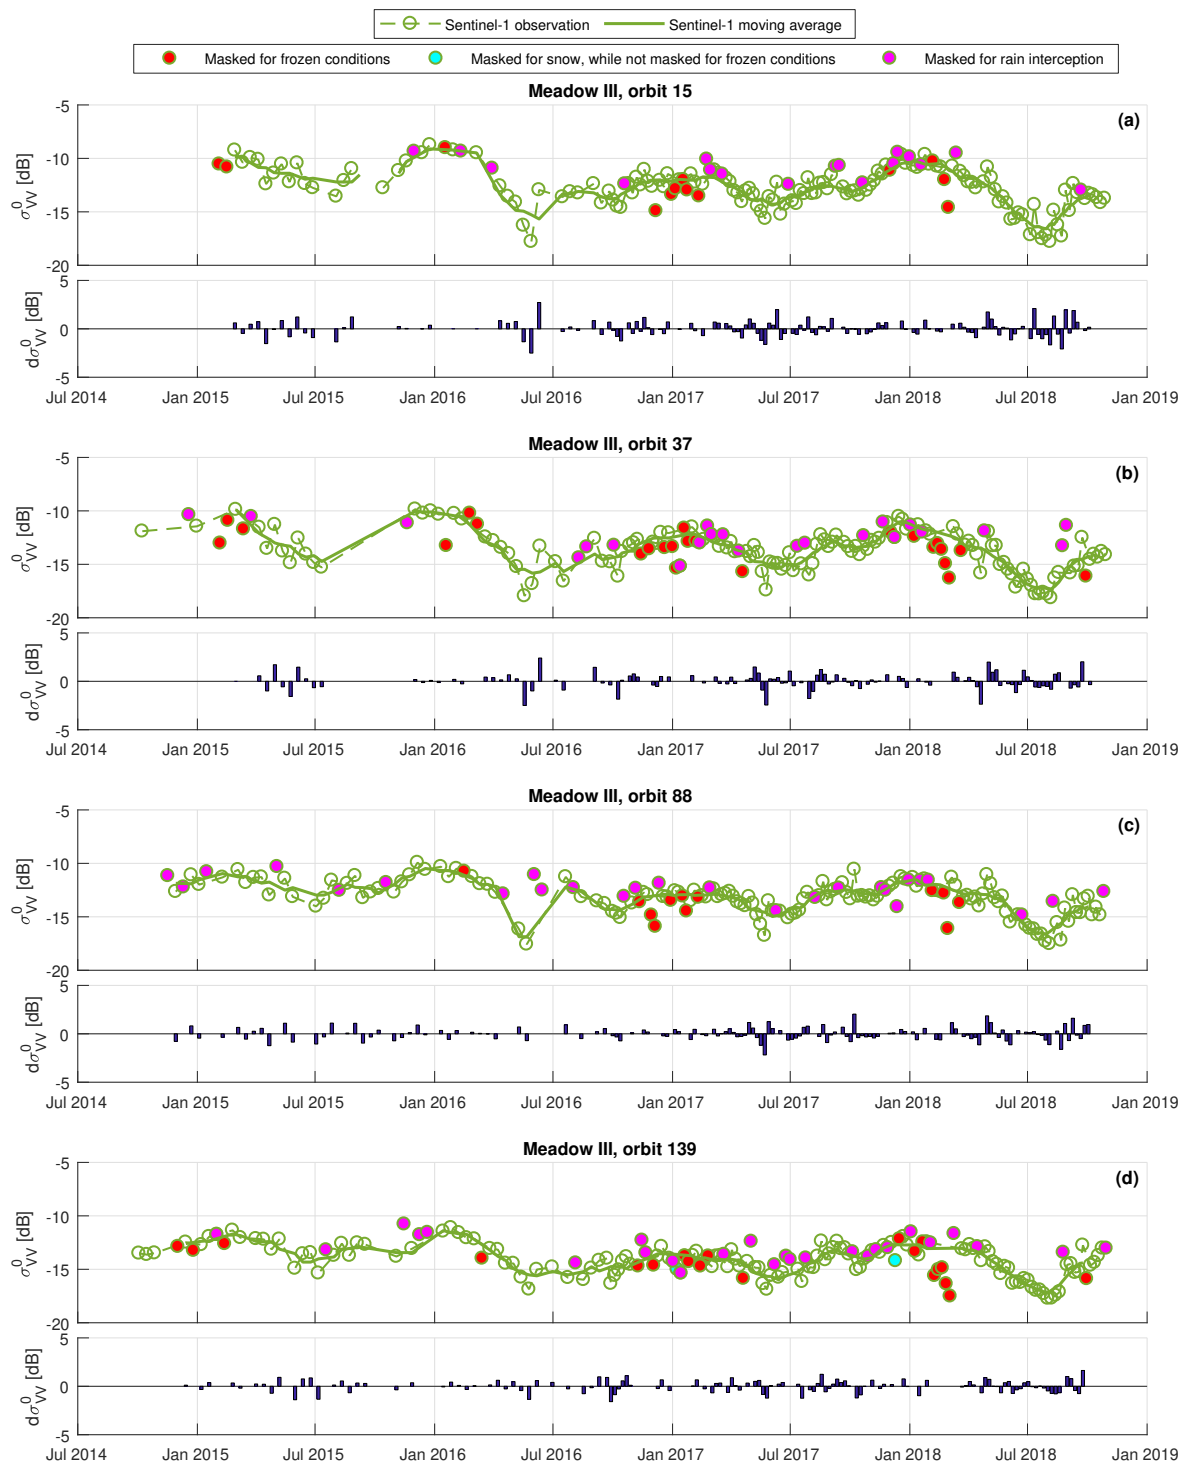 Sentinel-1 observation Sentinel-1 moving average
Masked for frozen conditions Masked for snow, while not masked for frozen conditions Masked for rain interception
Meadow III, orbit 15
(a)
-5
-10
-15
-20
σ⁰VV [dB]
5
0
-5
dσ⁰VV [dB]
Jul 2014 Jan 2015 Jul 2015 Jan 2016 Jul 2016 Jan 2017 Jul 2017 Jan 2018 Jul 2018 Jan 2019
Meadow III, orbit 37
(b)
-5
-10
-15
-20
σ⁰VV [dB]
5
0
-5
dσ⁰VV [dB]
Jul 2014 Jan 2015 Jul 2015 Jan 2016 Jul 2016 Jan 2017 Jul 2017 Jan 2018 Jul 2018 Jan 2019
Meadow III, orbit 88
(c)
-5
-10
-15
-20
σ⁰VV [dB]
5
0
-5
dσ⁰VV [dB]
Jul 2014 Jan 2015 Jul 2015 Jan 2016 Jul 2016 Jan 2017 Jul 2017 Jan 2018 Jul 2018 Jan 2019
Meadow III, orbit 139
(d)
-5
-10
-15
-20
σ⁰VV [dB]
5
0
-5
dσ⁰VV [dB]
Jul 2014 Jan 2015 Jul 2015 Jan 2016 Jul 2016 Jan 2017 Jul 2017 Jan 2018 Jul 2018 Jan 2019